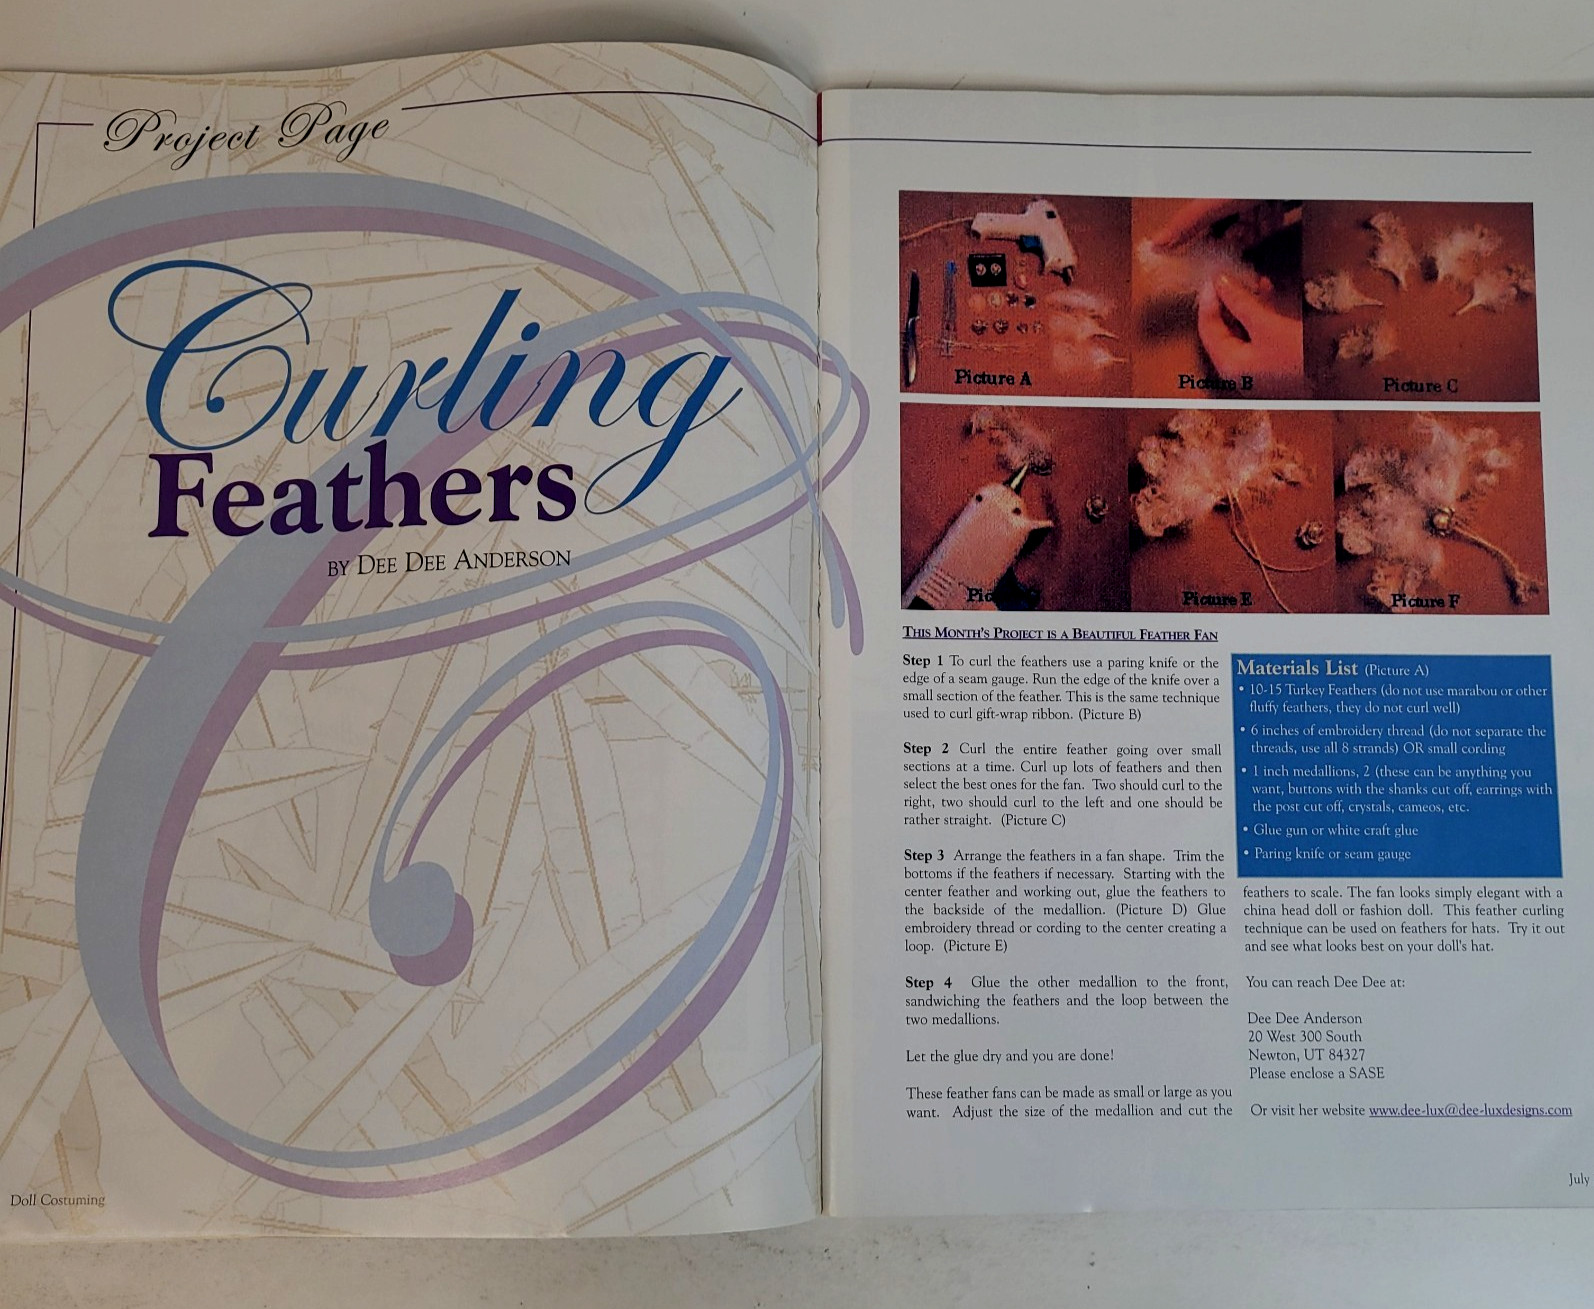 Project Page
Curling
Feathers
BY DEE DEE ANDERSON
Doll Costuming
Picture A
Picture B
Picture C
Picture E
Picture F
THIS MONTH'S PROJECT IS A BEAUTIFUL FEATHER FAN
Step 1 To curl the feathers use a paring knife or the
edge of a seam gauge. Run the edge of the knife over a
small section of the feather. This is the same technique
used to curl gift-wrap ribbon. (Picture B)
Step 2 Curl the entire feather going over small
sections at a time. Curl up lots of feathers and then
select the best ones for the fan. Two should curl to the
right, two should curl to the left and one should be
rather straight. (Picture C)
Step 3 Arrange the feathers in a fan shape. Trim the
bottoms if the feathers if necessary. Starting with the
center feather and working out, glue the feathers to
the backside of the medallion. (Picture D) Glue
embroidery thread or cording to the center creating a
loop. (Picture E)
Step 4 Glue the other medallion to the front,
sandwiching the feathers and the loop between the
two medallions.
Let the glue dry and you are done!
These feather fans can be made as small or large as you
want. Adjust the size of the medallion and cut the
Materials List (Picture A)
• 10-15 Turkey Feathers (do not use marabou or other
fluffy feathers, they do not curl well)
• 6 inches of embroidery thread (do not separate the
threads, use all 8 strands) OR small cording
• 1 inch medallions, 2 (these can be anything you
want, buttons with the shanks cut off, earrings with
the post cut off, crystals, cameos, etc.
• Glue gun or white craft glue
• Paring knife or seam gauge
feathers to scale. The fan looks simply elegant with a
china head doll or fashion doll. This feather curling
technique can be used on feathers for hats. Try it out
and see what looks best on your doll's hat.
You can reach Dee Dee at:
Dee Dee Anderson
20 West 300 South
Newton, UT 84327
Please enclose a SASE
Or visit her website www.dee-lux@dee-luxdesigns.com
July